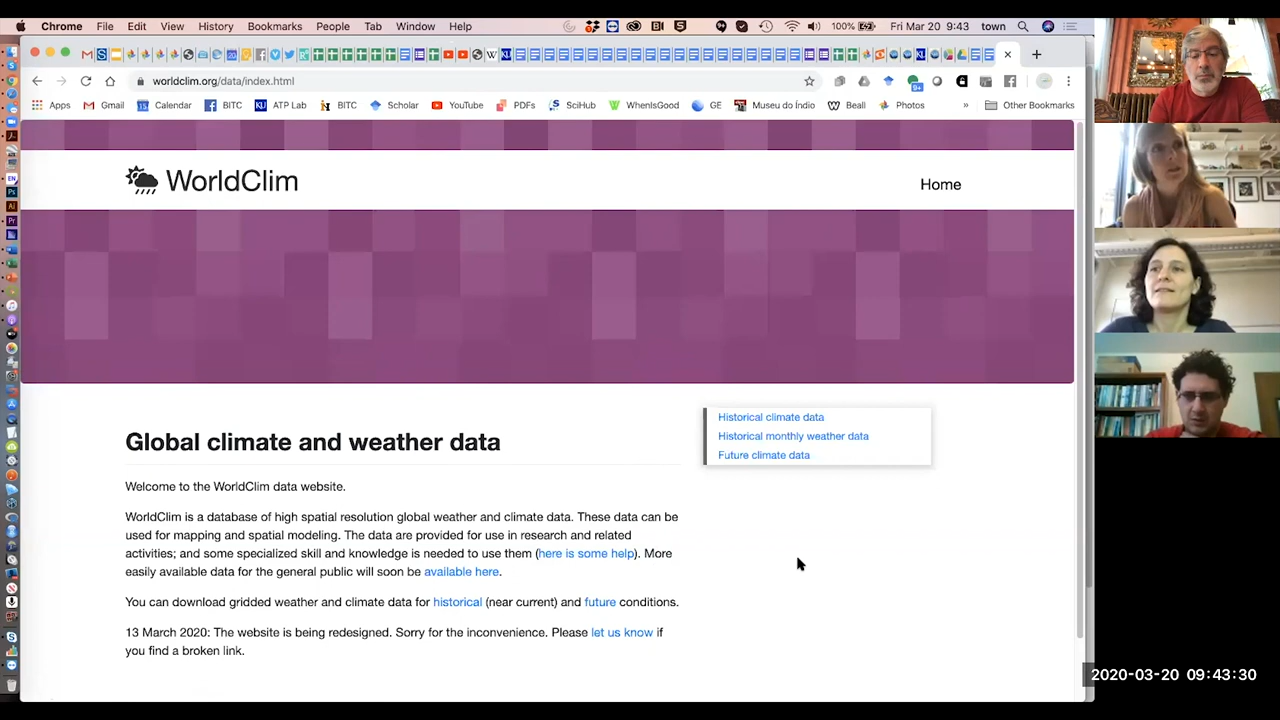 Chrome File Edit View History Bookmarks People Tab Window Help 100% Fri Mar 20 9:43 town
worldclim.org/data/index.html
Apps Gmail Calendar BITC ATP Lab BITC Scholar YouTube PDFs SciHub WhenIsGood GE Museu do Índio Beall Photos » Other Bookmarks
WorldClim
Home
Historical climate data
Historical monthly weather data
Future climate data
Global climate and weather data
Welcome to the WorldClim data website.
WorldClim is a database of high spatial resolution global weather and climate data. These data can be
used for mapping and spatial modeling. The data are provided for use in research and related
activities; and some specialized skill and knowledge is needed to use them (here is some help). More
easily available data for the general public will soon be available here.
You can download gridded weather and climate data for historical (near current) and future conditions.
13 March 2020: The website is being redesigned. Sorry for the inconvenience. Please let us know if
you find a broken link.
2020-03-20 09:43:30